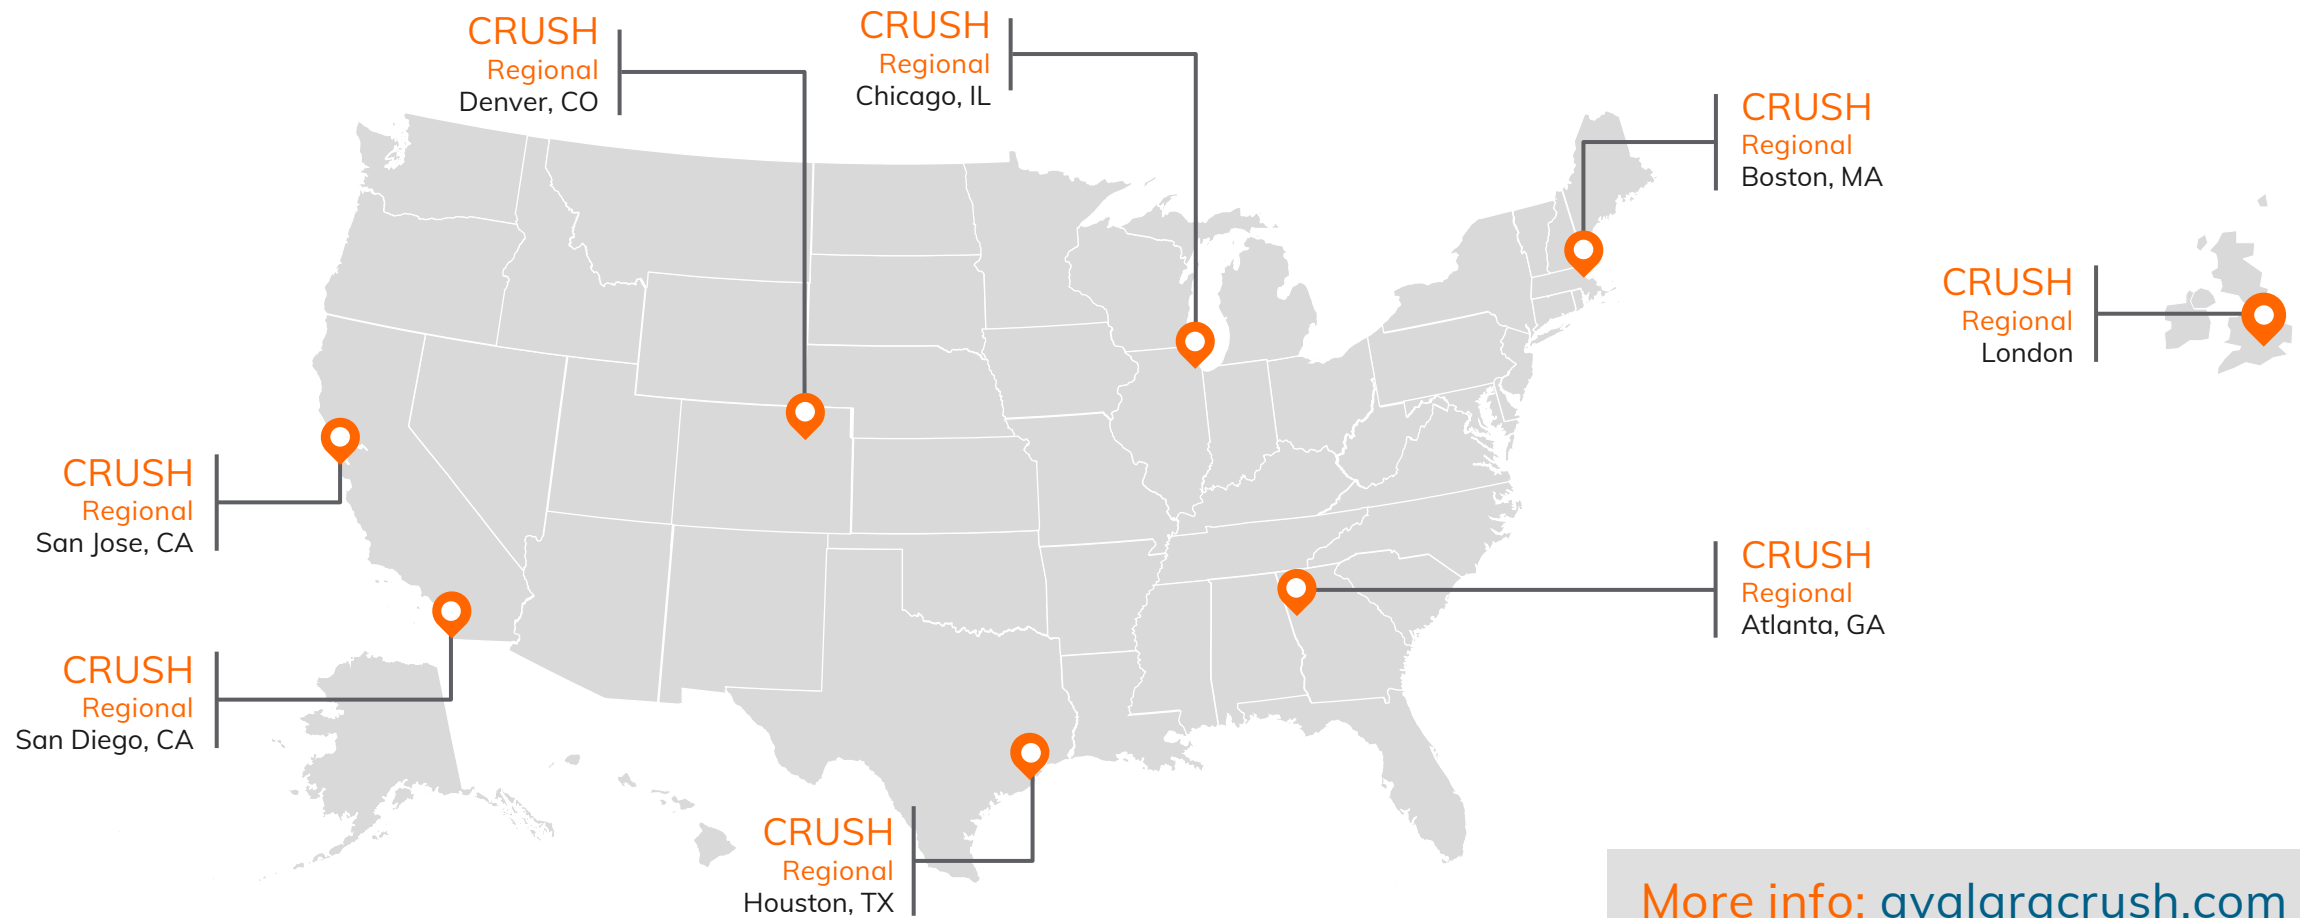 CRUSH
Regional
Denver, CO
CRUSH
Regional
Chicago, IL
CRUSH
Regional
Boston, MA
CRUSH
Regional
London
CRUSH
Regional
San Jose, CA
CRUSH
Regional
Atlanta, GA
CRUSH
Regional
San Diego, CA
CRUSH
Regional
Houston, TX
More info: avalaracrush.com